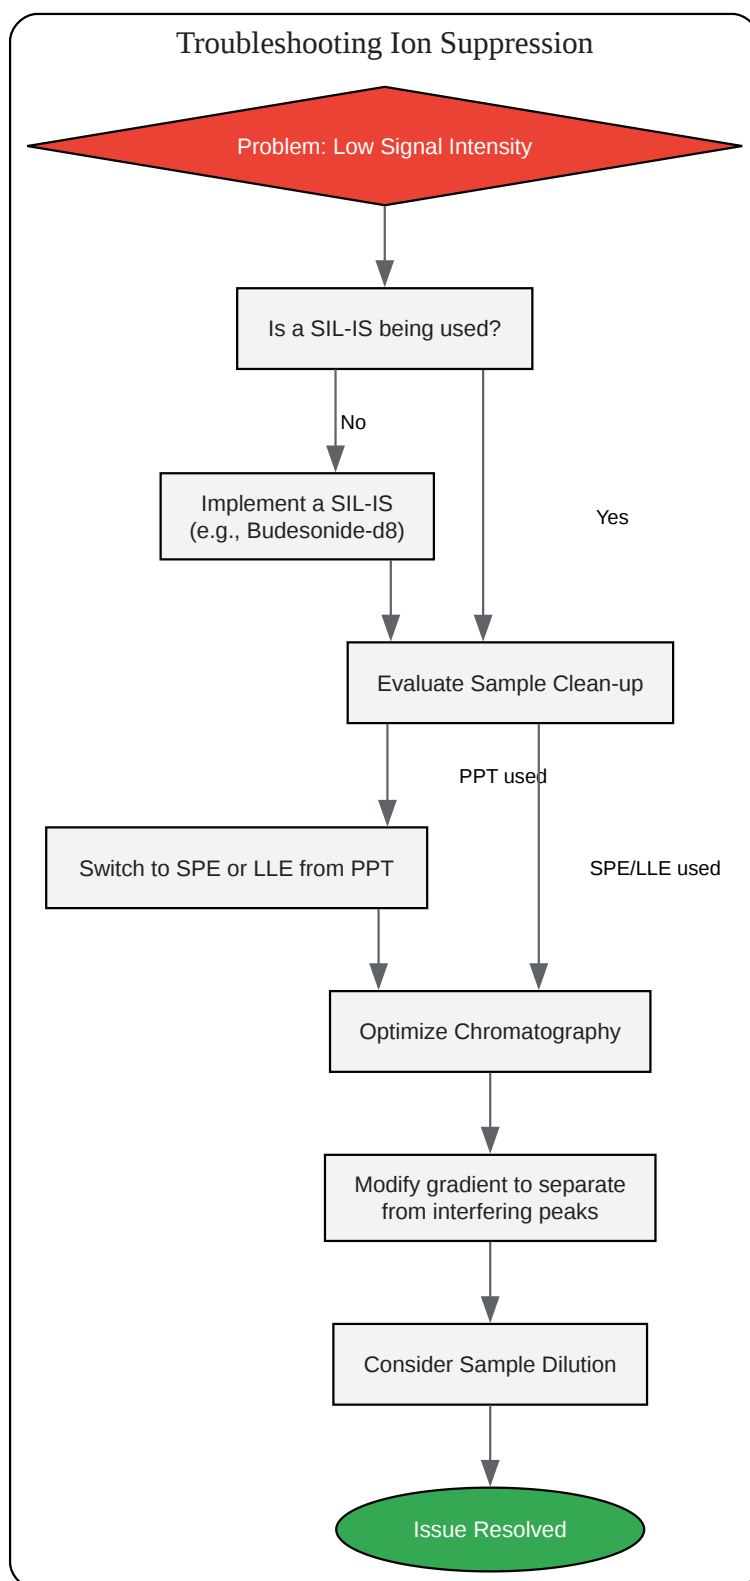 Troubleshooting Ion Suppression
Problem: Low Signal Intensity
Is a SIL-IS being used?
No
Implement a SIL-IS
(e.g., Budesonide-d8)
Yes
Evaluate Sample Clean-up
PPT used
Switch to SPE or LLE from PPT
SPE/LLE used
Optimize Chromatography
Modify gradient to separate
from interfering peaks
Consider Sample Dilution
Issue Resolved